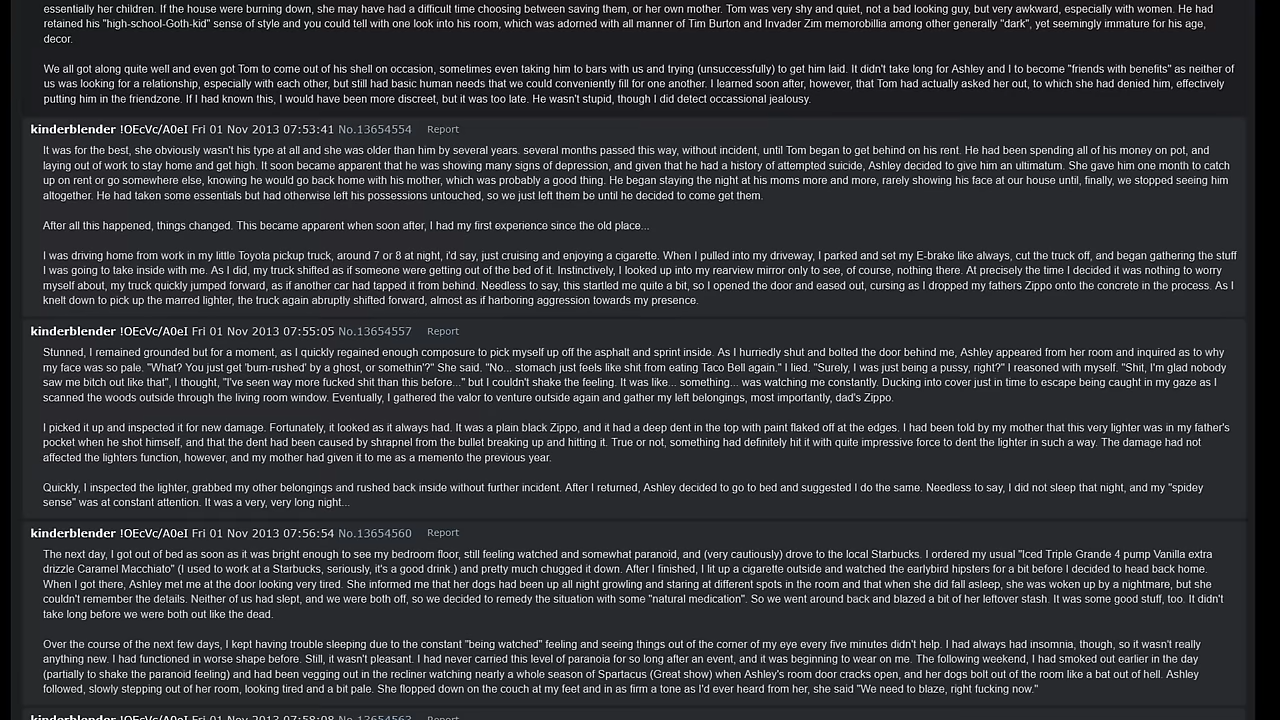 essentially her children. If the house were burning down, she may have had a difficult time choosing between saving them, or her own mother. Tom was very shy and quiet, not a bad looking guy, but very awkward, especially with women. He had
retained his "high-school-Goth-kid" sense of style and you could tell with one look into his room, which was adorned with all manner of Tim Burton and Invader Zim memorobillia among other generally "dark", yet seemingly immature for his age,
decor.
We all got along quite well and even got Tom to come out of his shell on occasion, sometimes even taking him to bars with us and trying (unsuccessfully) to get him laid. It didn't take long for Ashley and I to become "friends with benefits" as neither of
us was looking for a relationship, especially with each other, but still had basic human needs that we could conveniently fill for one another. I learned soon after, however, that Tom had actually asked her out, to which she had denied him, effectively
putting him in the friendzone. If I had known this, I would have been more discreet, but it was too late. He wasn't stupid, though I did detect occassional jealousy.
kinderblender !OEcVc/A0eI Fri 01 Nov 2013 07:53:41 No.13654554 Report
It was for the best, she obviously wasn't his type at all and she was older than him by several years. several months passed this way, without incident, until Tom began to get behind on his rent. He had been spending all of his money on pot, and
laying out of work to stay home and get high. It soon became apparent that he was showing many signs of depression, and given that he had a history of attempted suicide, Ashley decided to give him an ultimatum. She gave him one month to catch
up on rent or go somewhere else, knowing he would go back home with his mother, which was probably a good thing. He began staying the night at his moms more and more, rarely showing his face at our house until, finally, we stopped seeing him
altogether. He had taken some essentials but had otherwise left his possessions untouched, so we just left them be until he decided to come get them.
After all this happened, things changed. This became apparent when soon after, I had my first experience since the old place...
I was driving home from work in my little Toyota pickup truck, around 7 or 8 at night, i'd say, just cruising and enjoying a cigarette. When I pulled into my driveway, I parked and set my E-brake like always, cut the truck off, and began gathering the stuff
I was going to take inside with me. As I did, my truck shifted as if someone were getting out of the bed of it. Instinctively, I looked up into my rearview mirror only to see, of course, nothing there. At precisely the time I decided it was nothing to worry
myself about, my truck quickly jumped forward, as if another car had tapped it from behind. Needless to say, this startled me quite a bit, so I opened the door and eased out, cursing as I dropped my fathers Zippo onto the concrete in the process. As I
knelt down to pick up the marred lighter, the truck again abruptly shifted forward, almost as if harboring aggression towards my presence.
kinderblender !OEcVc/A0eI Fri 01 Nov 2013 07:55:05 No.13654557 Report
Stunned, I remained grounded but for a moment, as I quickly regained enough composure to pick myself up off the asphalt and sprint inside. As I hurriedly shut and bolted the door behind me, Ashley appeared from her room and inquired as to why
my face was so pale. "What? You just get 'bum-rushed' by a ghost, or somethin'?" She said. "No... stomach just feels like shit from eating Taco Bell again." I lied. "Surely, I was just being a pussy, right?" I reasoned with myself. "Shit, I'm glad nobody
saw me bitch out like that", I thought, "I've seen way more fucked shit than this before..." but I couldn't shake the feeling. It was like... something... was watching me constantly. Ducking into cover just in time to escape being caught in my gaze as I
scanned the woods outside through the living room window. Eventually, I gathered the valor to venture outside again and gather my left belongings, most importantly, dad's Zippo.
I picked it up and inspected it for new damage. Fortunately, it looked as it always had. It was a plain black Zippo, and it had a deep dent in the top with paint flaked off at the edges. I had been told by my mother that this very lighter was in my father's
pocket when he shot himself, and that the dent had been caused by shrapnel from the bullet breaking up and hitting it. True or not, something had definitely hit it with quite impressive force to dent the lighter in such a way. The damage had not
affected the lighters function, however, and my mother had given it to me as a memento the previous year.
Quickly, I inspected the lighter, grabbed my other belongings and rushed back inside without further incident. After I returned, Ashley decided to go to bed and suggested I do the same. Needless to say, I did not sleep that night, and my "spidey
sense" was at constant attention. It was a very, very long night...
kinderblender !OEcVc/A0eI Fri 01 Nov 2013 07:56:54 No.13654560 Report
The next day, I got out of bed as soon as it was bright enough to see my bedroom floor, still feeling watched and somewhat paranoid, and (very cautiously) drove to the local Starbucks. I ordered my usual "Iced Triple Grande 4 pump Vanilla extra
drizzle Caramel Macchiato" (I used to work at a Starbucks, seriously, it's a good drink.) and pretty much chugged it down. After I finished, I lit up a cigarette outside and watched the earlybird hipsters for a bit before I decided to head back home.
When I got there, Ashley met me at the door looking very tired. She informed me that her dogs had been up all night growling and staring at different spots in the room and that when she did fall asleep, she was woken up by a nightmare, but she
couldn't remember the details. Neither of us had slept, and we were both off, so we decided to remedy the situation with some "natural medication". So we went around back and blazed a bit of her leftover stash. It was some good stuff, too. It didn't
take long before we were both out like the dead.
Over the course of the next few days, I kept having trouble sleeping due to the constant "being watched" feeling and seeing things out of the corner of my eye every five minutes didn't help. I had always had insomnia, though, so it wasn't really
anything new. I had functioned in worse shape before. Still, it wasn't pleasant. I had never carried this level of paranoia for so long after an event, and it was beginning to wear on me. The following weekend, I had smoked out earlier in the day
(partially to shake the paranoid feeling) and had been vegging out in the recliner watching nearly a whole season of Spartacus (Great show) when Ashley's room door cracks open, and her dogs bolt out of the room like a bat out of hell. Ashley
followed, slowly stepping out of her room, looking tired and a bit pale. She flopped down on the couch at my feet and in as firm a tone as I'd ever heard from her, she said "We need to blaze, right fucking now."
kinderblender !OEcVc/A0eI Fri 01 Nov 2013 07:58:08 No.13654563 Report